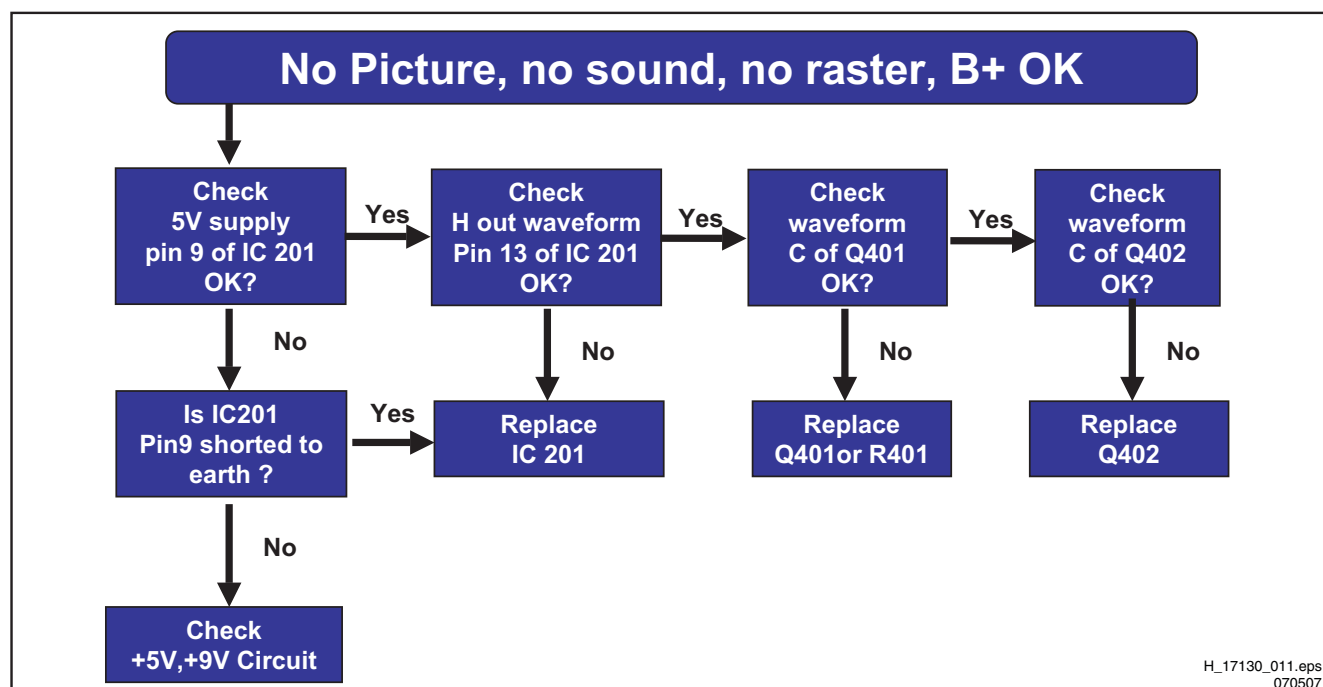 No Picture, no sound, no raster, B+ OK
Check
5V supply
pin 9 of IC 201
OK?
Yes
Check
H out waveform
Pin 13 of IC 201
OK?
Yes
Check
waveform
C of Q401
OK?
Yes
Check
waveform
C of Q402
OK?
No
No
No
No
Is IC201
Pin9 shorted to
earth ?
Yes
Replace
IC 201
Replace
Q401or R401
Replace
Q402
No
Check
+5V,+9V Circuit
H_17130_011.eps
070507